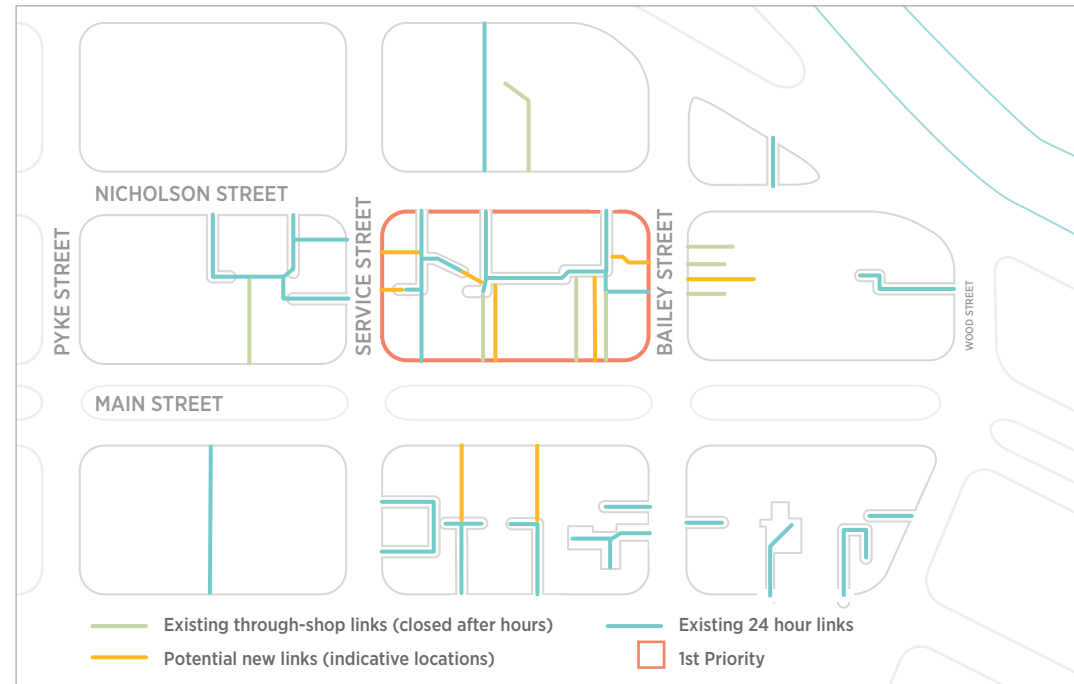 NICHOLSON STREET
PYKE STREET
SERVICE STREET
BAILEY STREET
WOOD STREET
MAIN STREET
Existing through-shop links (closed after hours)
Existing 24 hour links
Potential new links (indicative locations)
1st Priority